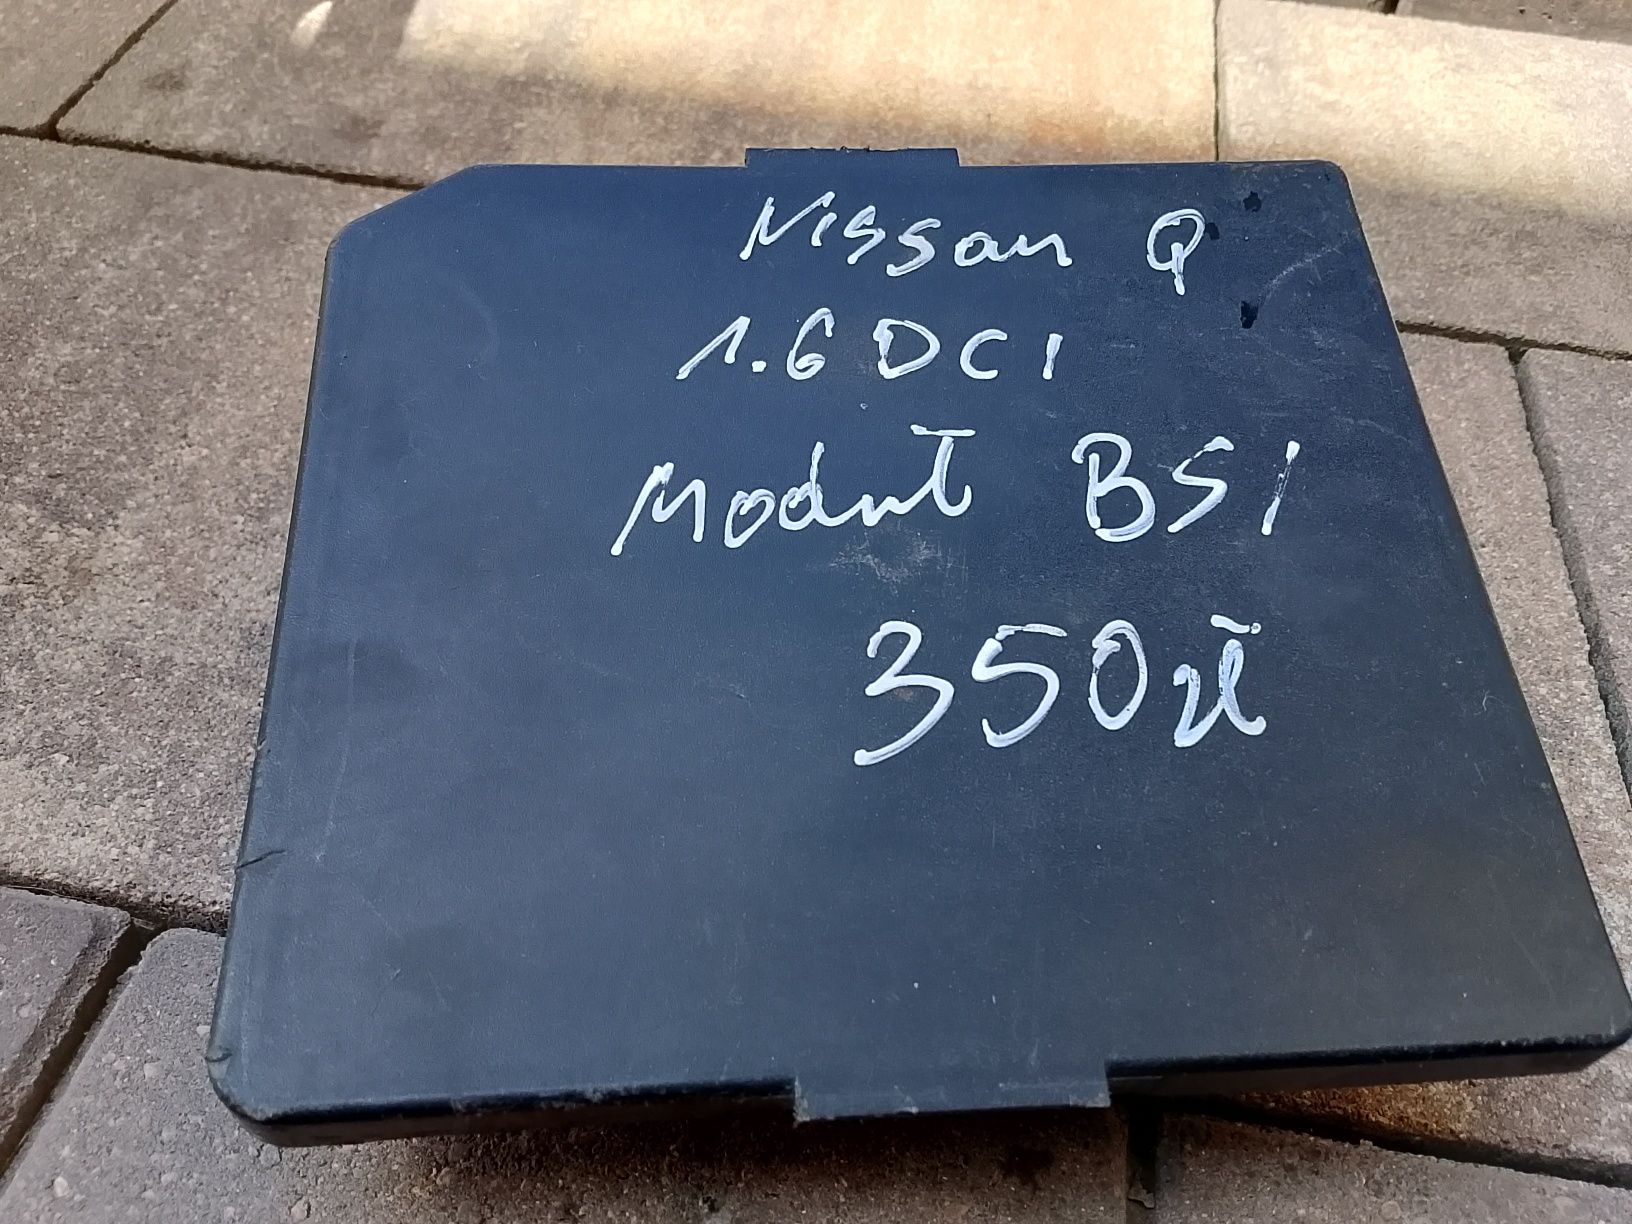 Nissan Q
1.6 DCI
Moduł BSI
350zł